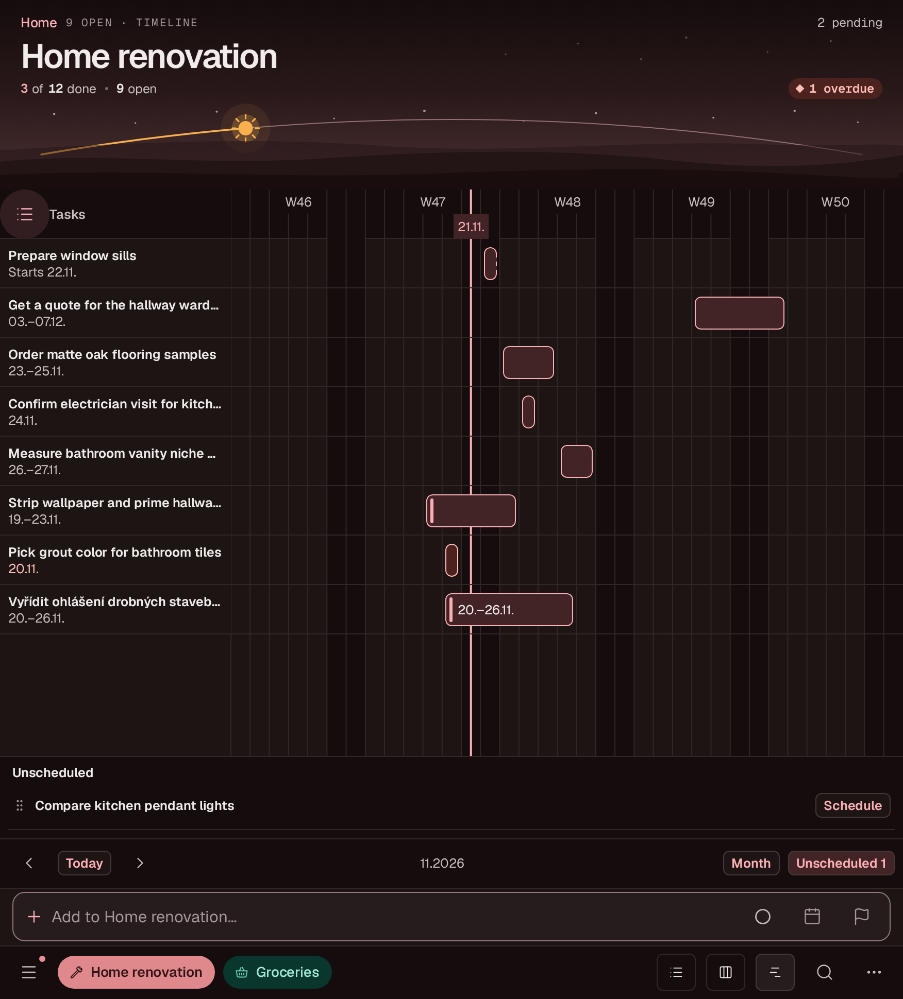 Home 9 OPEN · TIMELINE
2 pending
Home renovation
3 of 12 done • 9 open
1 overdue
Tasks
W46 W47 W48 W49 W50
21.11.
Prepare window sills
Starts 22.11.
Get a quote for the hallway ward…
03.–07.12.
Order matte oak flooring samples
23.–25.11.
Confirm electrician visit for kitch…
24.11.
Measure bathroom vanity niche …
26.–27.11.
Strip wallpaper and prime hallwa…
19.–23.11.
Pick grout color for bathroom tiles
20.11.
Vyřídit ohlášení drobných staveb…
20.–26.11.
20.–26.11.
Unscheduled
Compare kitchen pendant lights
Schedule
Today
11.2026
Month
Unscheduled 1
Add to Home renovation…
Home renovation
Groceries